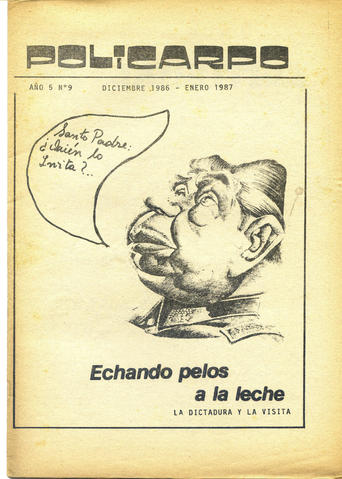 POLiCARPO
AÑO 5 N°9 DICIEMBRE 1986 - ENERO 1987
Santo Padre:
¿Quién lo
Invita?...
Echando pelos
a la leche
LA DICTADURA Y LA VISITA